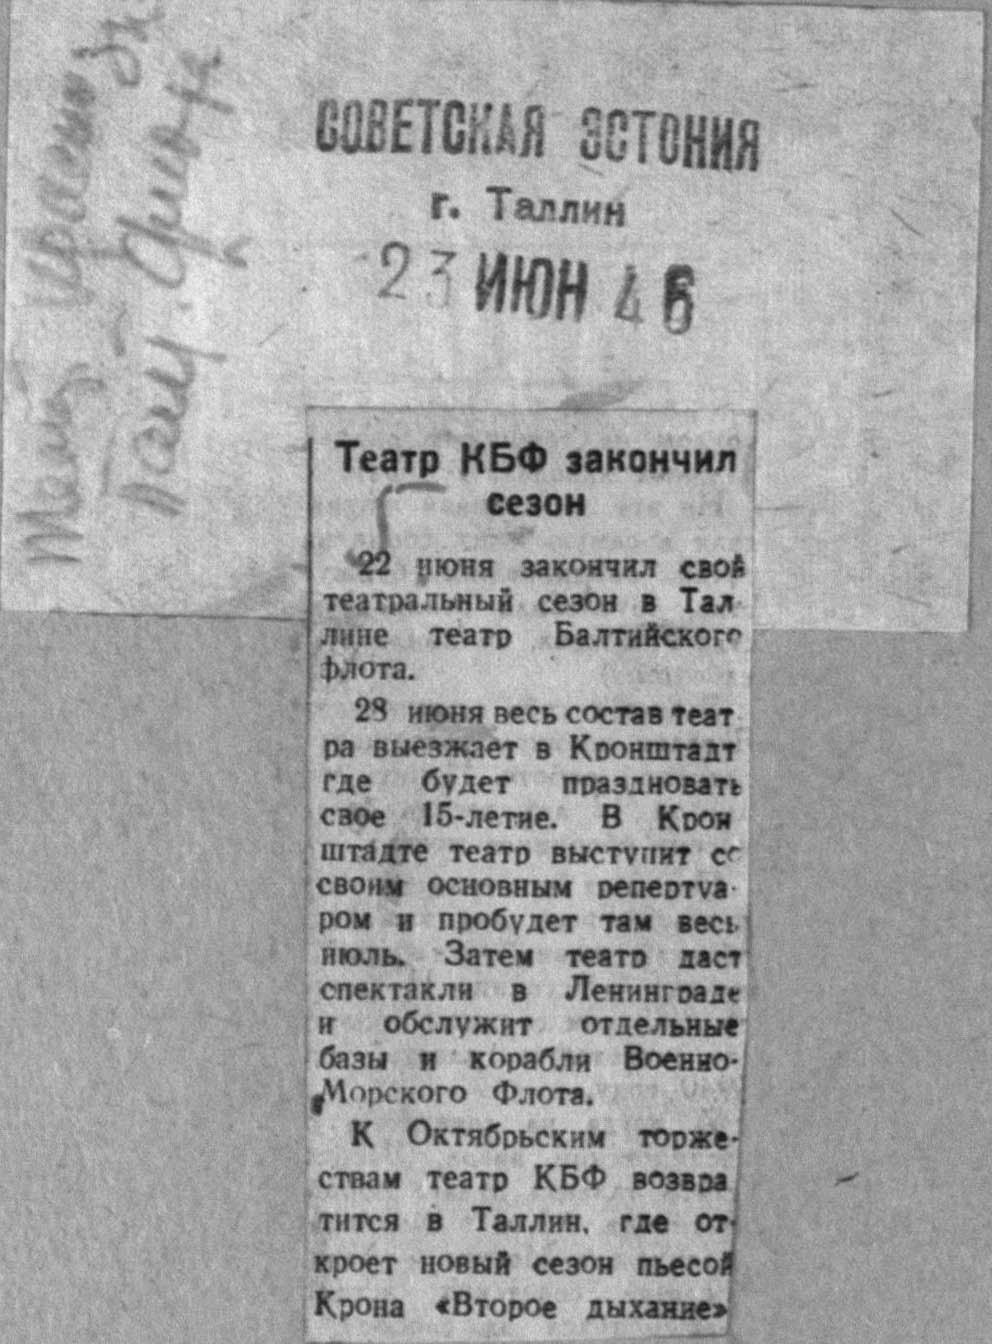 СОВЕТСКАЯ ЭСТОНИЯ
г. Таллин
23 ИЮН 46
Театр КБФ закончил
сезон
22 июня закончил свой
театральный сезон в Тал-
лине театр Балтийского
флота.
28 июня весь состав теат
ра выезжает в Кронштадт
где будет праздновать
свое 15-летие. В Крон
штадте театр выступит со
своим основным репертуа-
ром и пробудет там весь
июль. Затем театр даст
спектакли в Ленинграде
и обслужит отдельные
базы и корабли Военно-
Морского Флота.
К Октябрьским торже-
ствам театр КБФ возвра
тится в Таллин, где от-
кроет новый сезон пьесой
Крона «Второе дыхание»